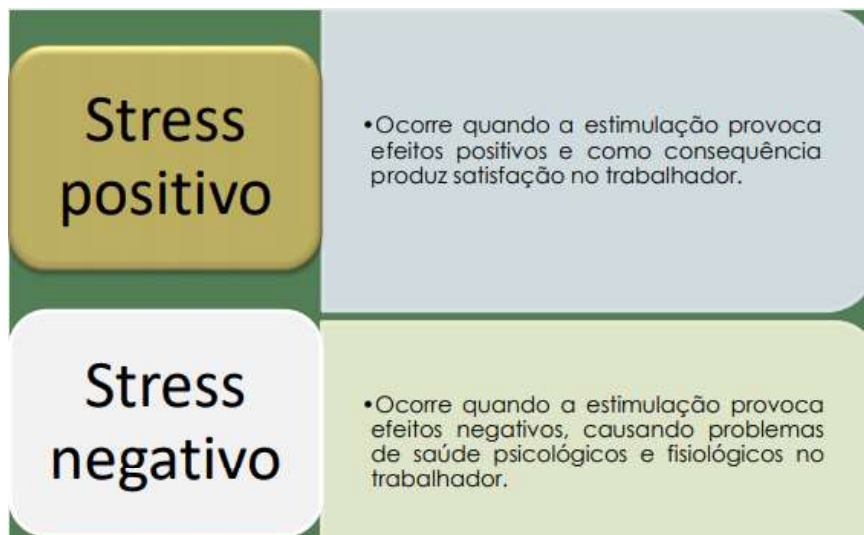 Stress
positivo
•Ocorre quando a estimulação provoca
efeitos positivos e como consequência
produz satisfação no trabalhador.
Stress
negativo
•Ocorre quando a estimulação provoca
efeitos negativos, causando problemas
de saúde psicológicos e fisiológicos no
trabalhador.